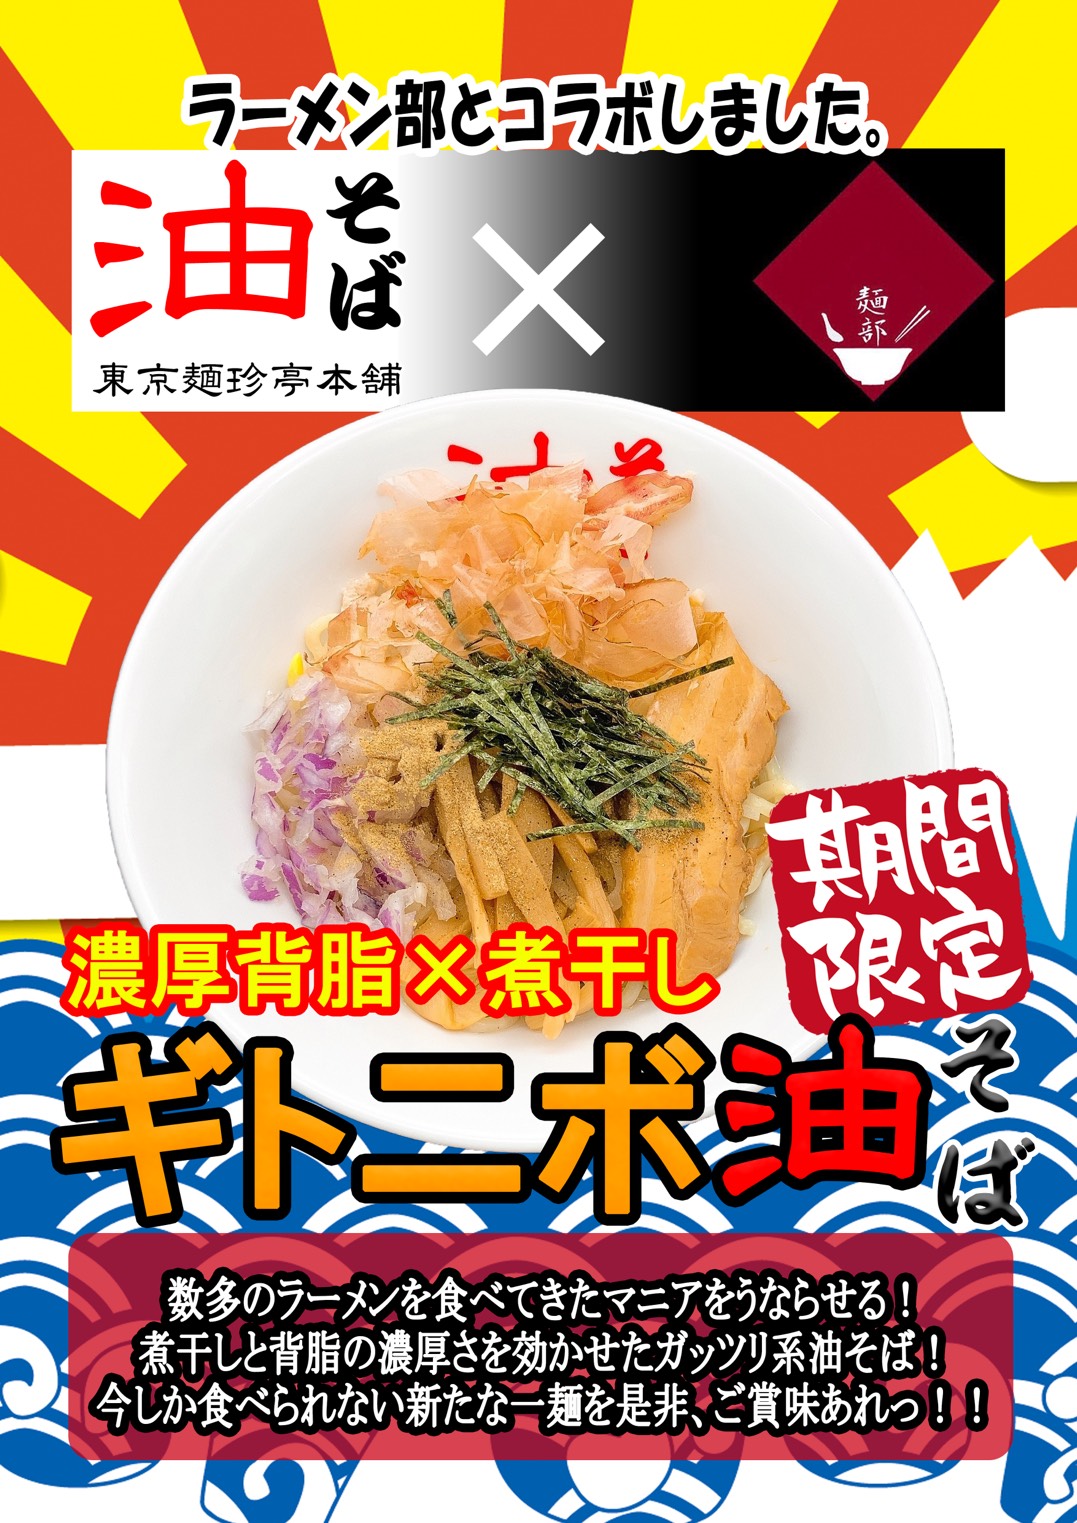 ラーメン部とコラボしました。
油そば
×
東京麺珍亭本舗
麺部
油そ
期間
限定
濃厚背脂×煮干し
ギトニボ油そば
数多のラーメンを食べてきたマニアをうならせる！
煮干しと背脂の濃厚さを効かせたガッツリ系油そば！
今しか食べられない新たな一麺を是非、ご賞味あれっ！！